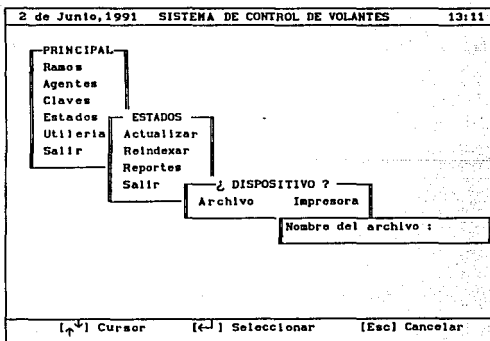 2 de Junio,1991 SISTEMA DE CONTROL DE VOLANTES 13:11
PRINCIPAL
Ramos
Agentes
Claves
Estados
Utileria
Salir
ESTADOS
Actualizar
Reindexar
Reportes
Salir
¿ DISPOSITIVO ?
Archivo Impresora
Nombre del archivo :
[↑↓] Cursor [←┘] Seleccionar [Esc] Cancelar